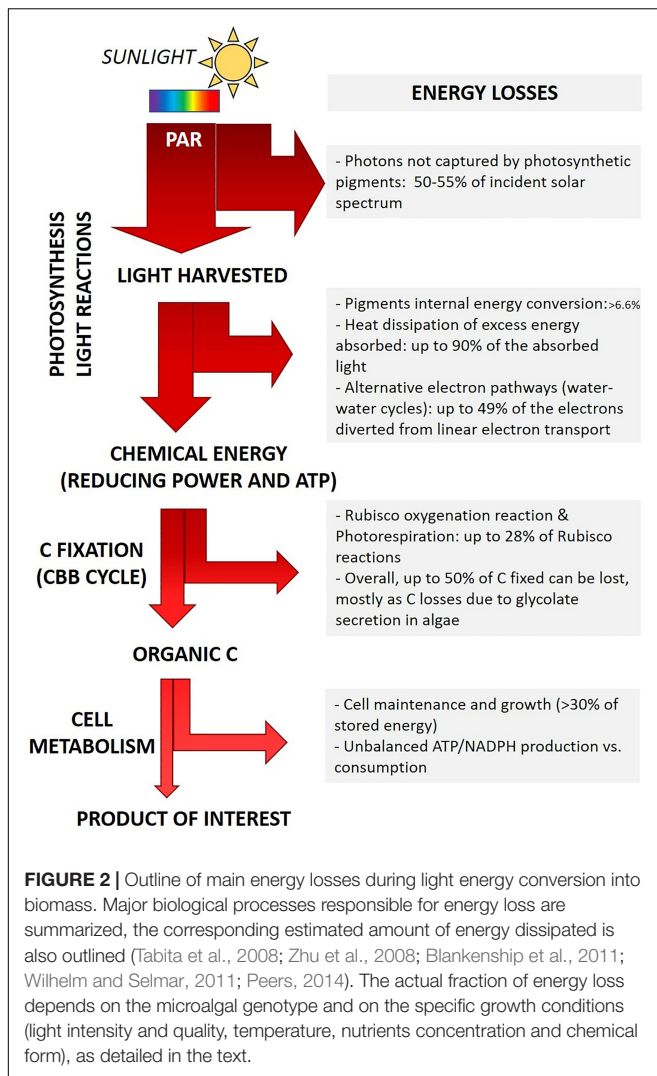 SUNLIGHT
ENERGY LOSSES
PAR
- Photons not captured by photosynthetic
pigments: 50-55% of incident solar
spectrum
PHOTOSYNTHESIS
LIGHT REACTIONS
LIGHT HARVESTED
- Pigments internal energy conversion:>6.6%
- Heat dissipation of excess energy
absorbed: up to 90% of the absorbed
light
- Alternative electron pathways (water-
water cycles): up to 49% of the electrons
diverted from linear electron transport
CHEMICAL ENERGY
(REDUCING POWER AND ATP)
C FIXATION
(CBB CYCLE)
- Rubisco oxygenation reaction &
Photorespiration: up to 28% of Rubisco
reactions
- Overall, up to 50% of C fixed can be lost,
mostly as C losses due to glycolate
secretion in algae
ORGANIC C
CELL
METABOLISM
- Cell maintenance and growth (>30% of
stored energy)
- Unbalanced ATP/NADPH production vs.
consumption
PRODUCT OF INTEREST
FIGURE 2 | Outline of main energy losses during light energy conversion into
biomass. Major biological processes responsible for energy loss are
summarized, the corresponding estimated amount of energy dissipated is
also outlined (Tabita et al., 2008; Zhu et al., 2008; Blankenship et al., 2011;
Wilhelm and Selmar, 2011; Peers, 2014). The actual fraction of energy loss
depends on the microalgal genotype and on the specific growth conditions
(light intensity and quality, temperature, nutrients concentration and chemical
form), as detailed in the text.